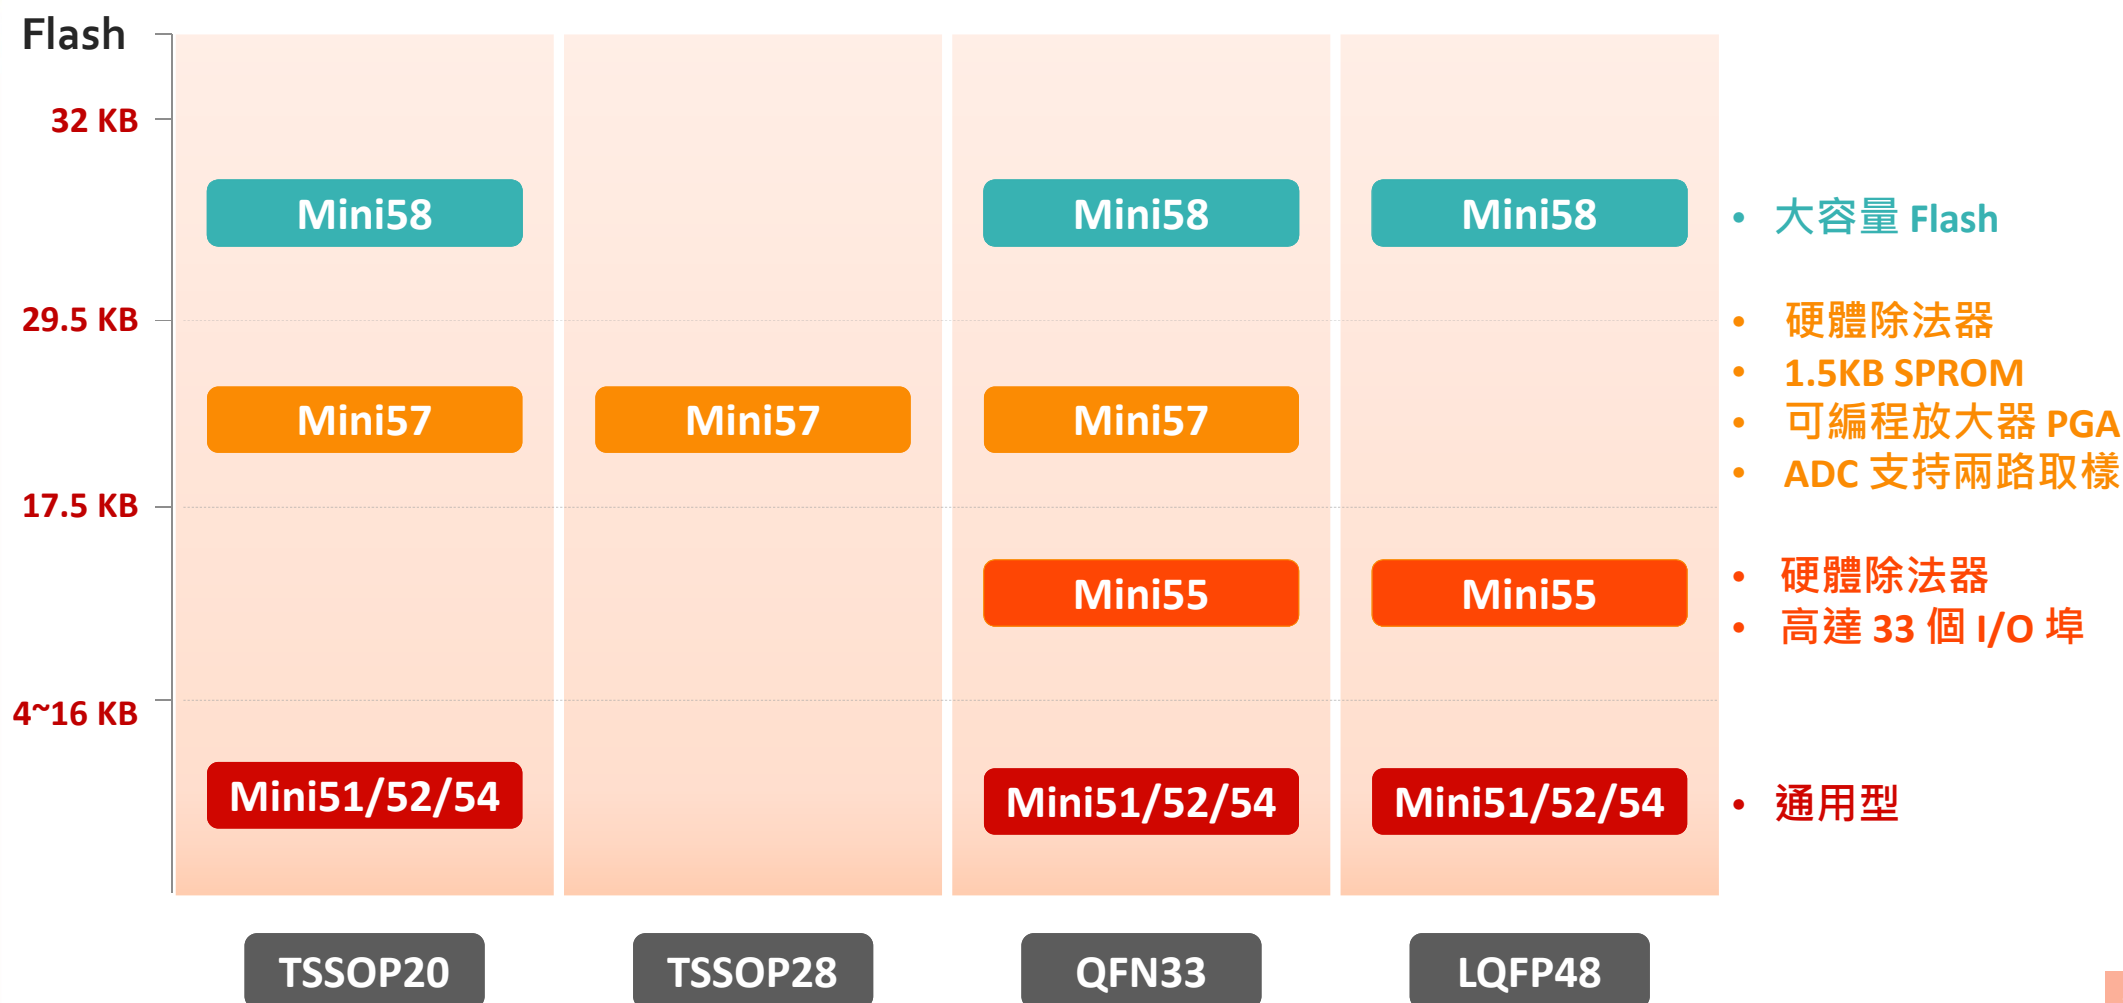 Flash
32 KB
Mini58
Mini58
Mini58
• 大容量 Flash
29.5 KB
• 硬體除法器
• 1.5KB SPROM
• 可編程放大器 PGA
• ADC 支持兩路取樣
Mini57
Mini57
Mini57
17.5 KB
Mini55
Mini55
• 硬體除法器
• 高達 33 個 I/O 埠
4~16 KB
Mini51/52/54
Mini51/52/54
Mini51/52/54
• 通用型
TSSOP20
TSSOP28
QFN33
LQFP48